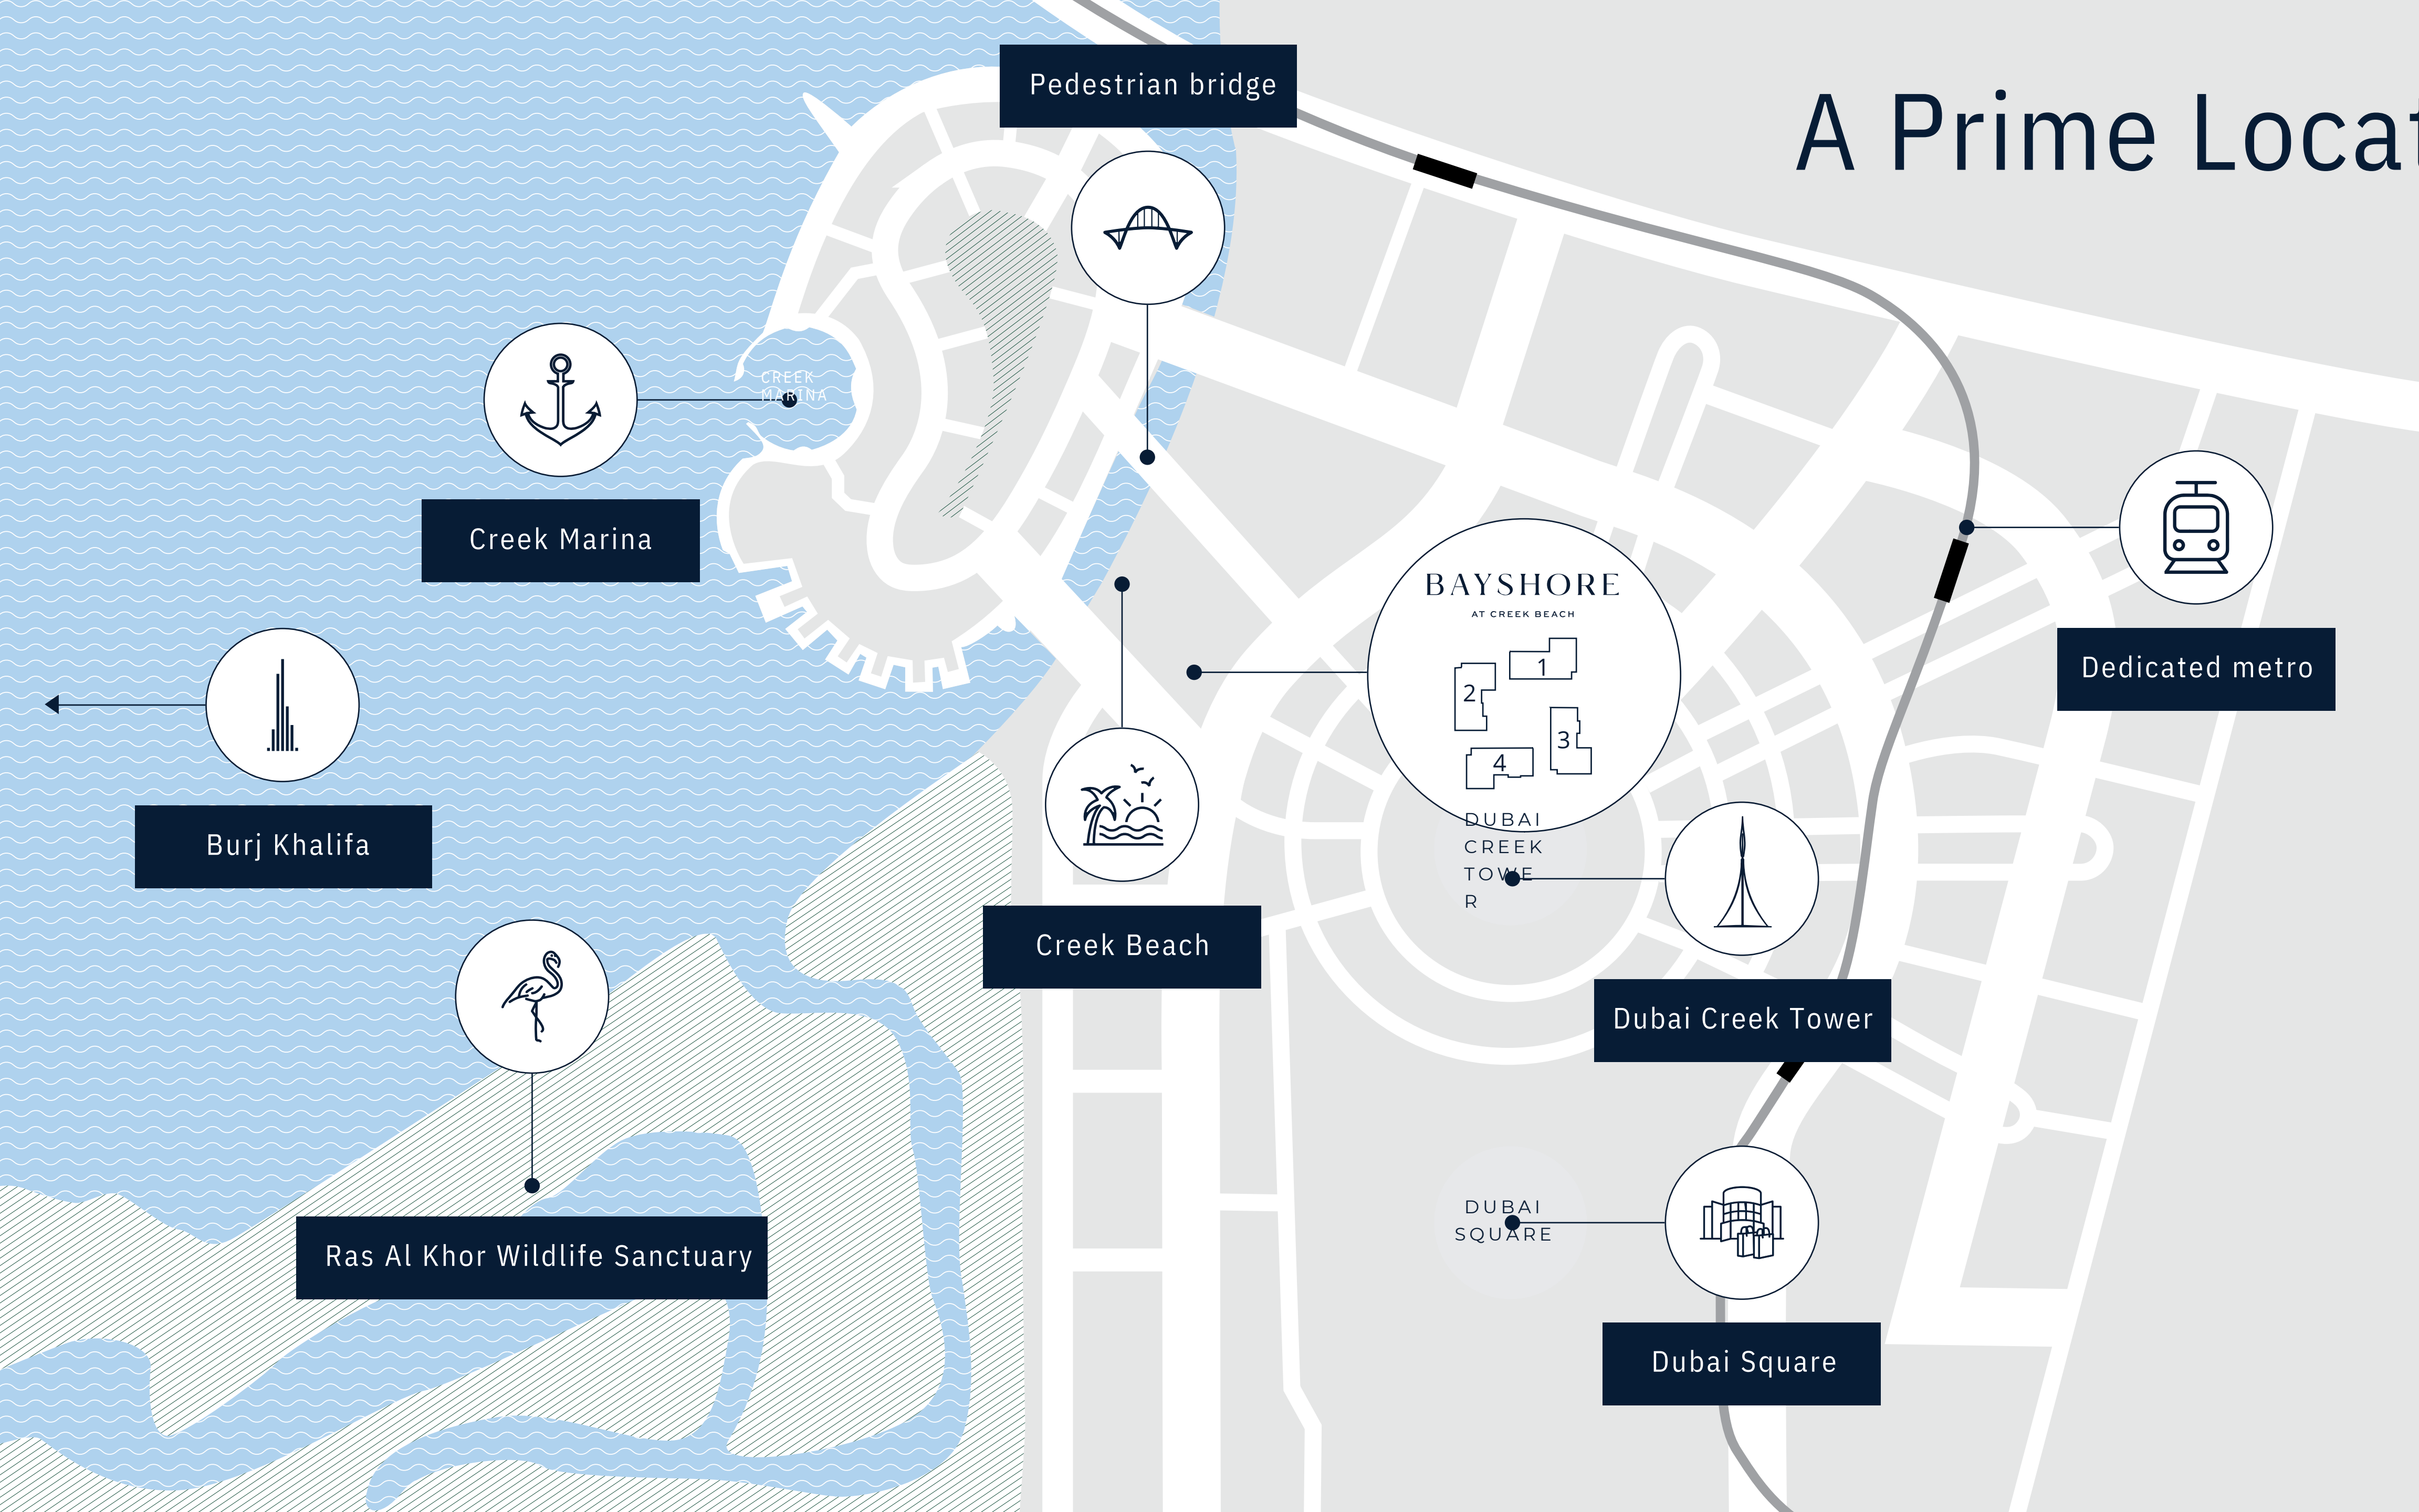 Pedestrian bridge
A Prime Locat
CREEK
MARINA
Creek Marina
BAYSHORE
AT CREEK BEACH
1
2
3
4
Dedicated metro
Burj Khalifa
DUBAI
CREEK
TOWE
R
Creek Beach
Dubai Creek Tower
DUBAI
SQUARE
Ras Al Khor Wildlife Sanctuary
Dubai Square